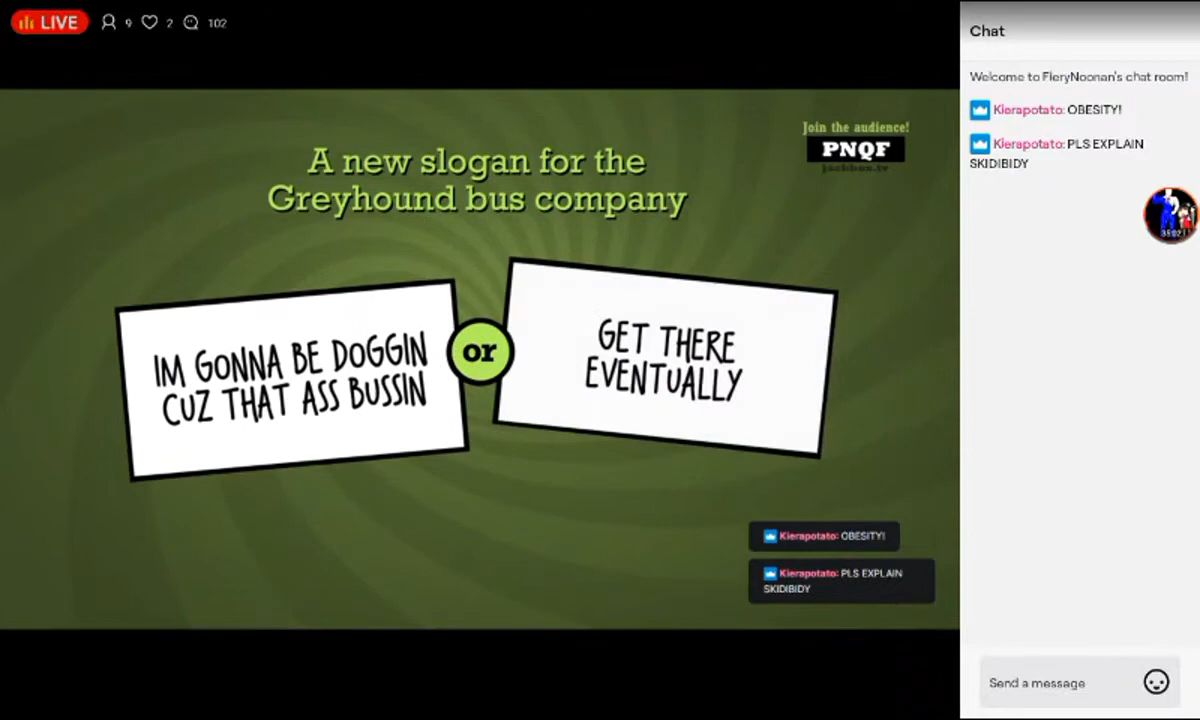 LIVE 9 2 102
Chat
Welcome to FieryNoonan's chat room!
Kierapotato: OBESITY!
Kierapotato: PLS EXPLAIN
SKIDIBIDY
Join the audience!
PNQF
jackbox.tv
A new slogan for the
Greyhound bus company
IM GONNA BE DOGGIN
CUZ THAT ASS BUSSIN
or
GET THERE
EVENTUALLY
Kierapotato: OBESITY!
Kierapotato: PLS EXPLAIN
SKIDIBIDY
Send a message